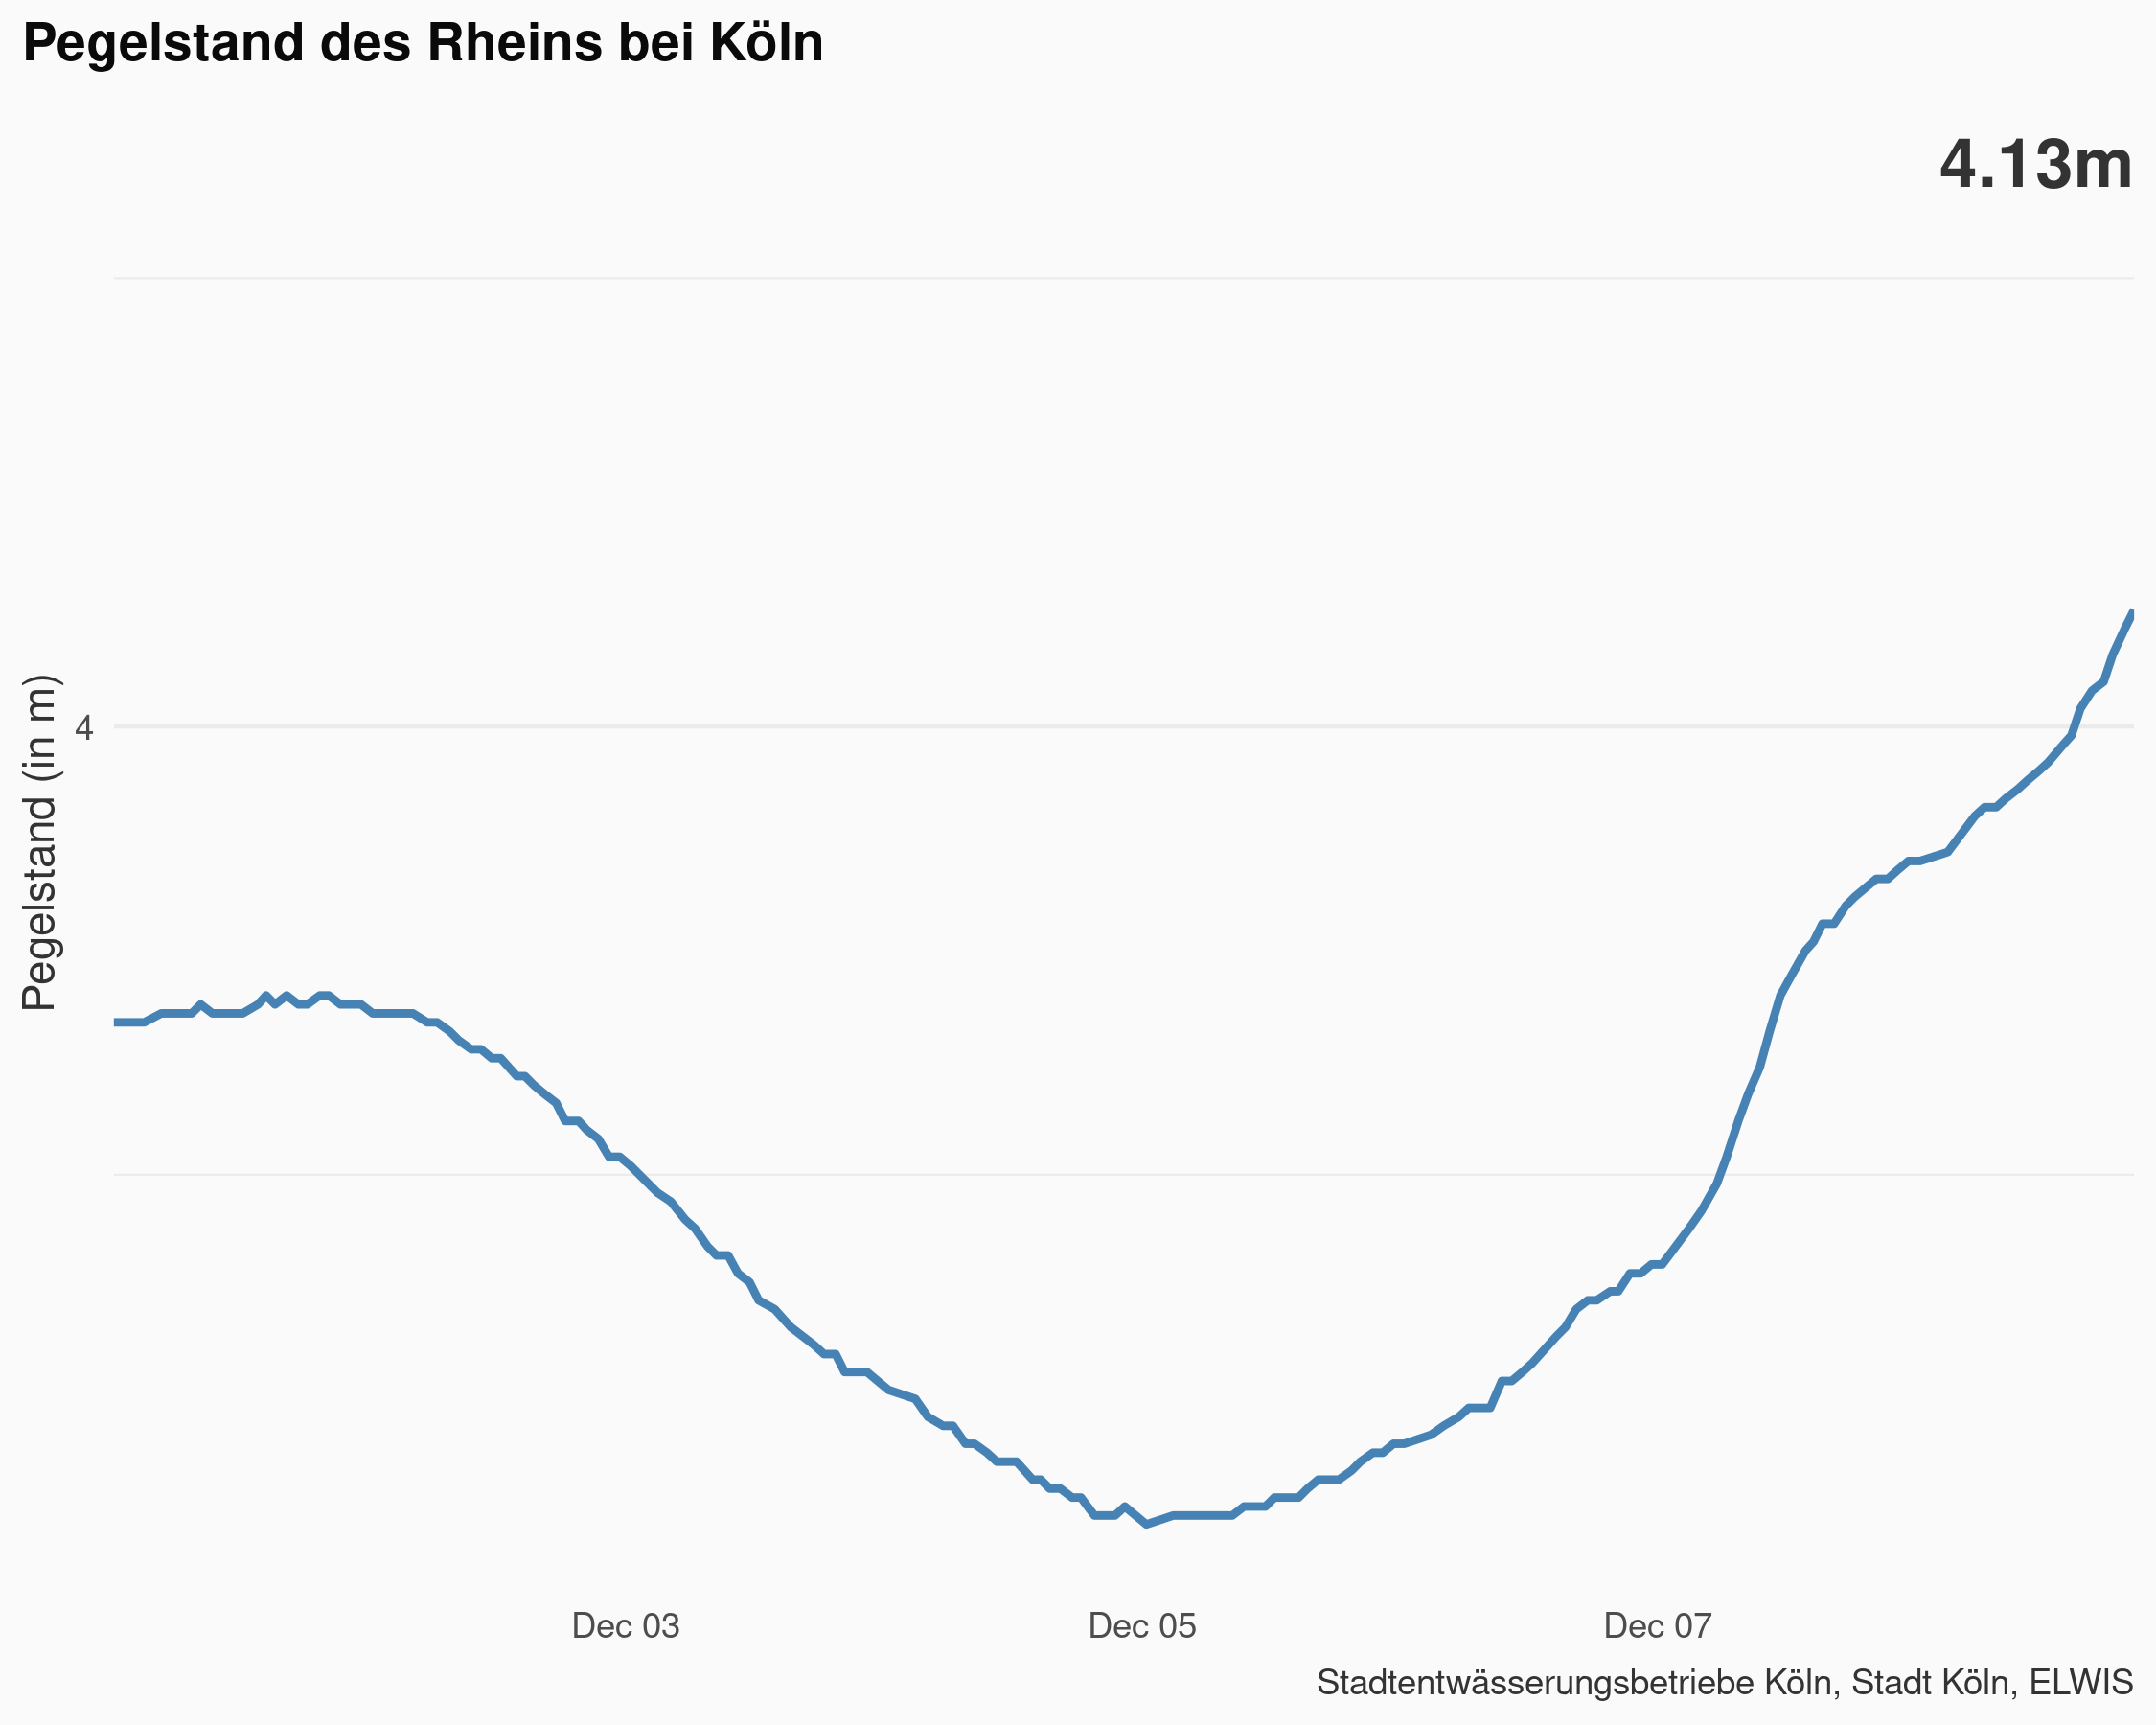 Pegelstand des Rheins bei Köln
4.13m
Pegelstand (in m)
4
Dec 03
Dec 05
Dec 07
Stadtentwässerungsbetriebe Köln, Stadt Köln, ELWIS